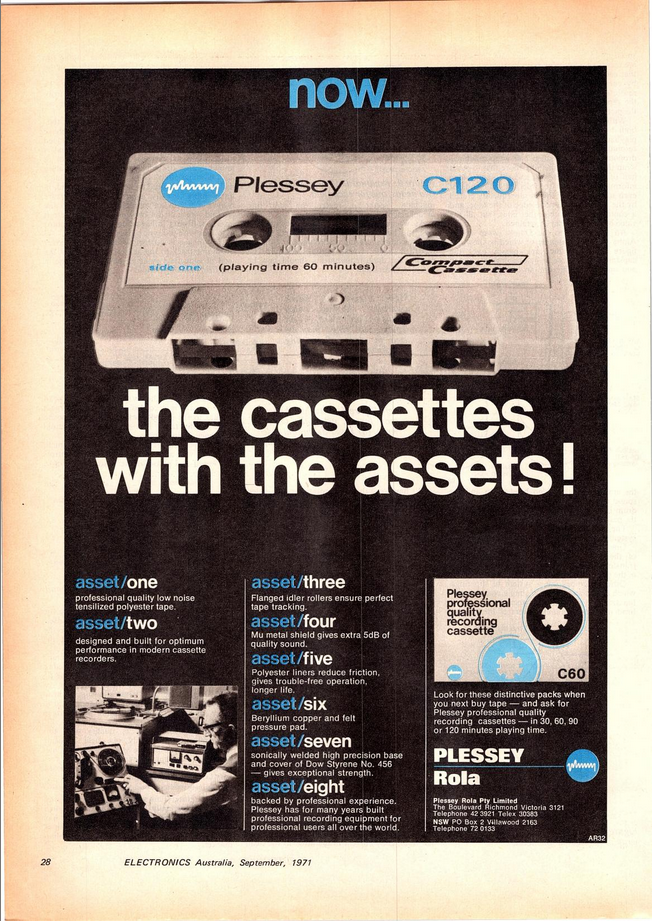 now...
Plessey
C120
100 50 0
side one (playing time 60 minutes)
Compact
Cassette
the cassettes
with the assets!
asset/one
professional quality low noise
tensilized polyester tape.
asset/two
designed and built for optimum
performance in modern cassette
recorders.
asset/three
Flanged idler rollers ensure perfect
tape tracking.
asset/four
Mu metal shield gives extra 5dB of
quality sound.
asset/five
Polyester liners reduce friction,
gives trouble-free operation,
longer life.
asset/six
Beryllium copper and felt
pressure pad.
asset/seven
sonically welded high precision base
and cover of Dow Styrene No. 456
— gives exceptional strength.
asset/eight
backed by professional experience.
Plessey has for many years built
professional recording equipment for
professional users all over the world.
Plessey
professional
quality
recording
cassette
C60
Look for these distinctive packs when
you next buy tape — and ask for
Plessey professional quality
recording cassettes — in 30, 60, 90
or 120 minutes playing time.
PLESSEY
Rola
Plessey Rola Pty Limited
The Boulevard Richmond Victoria 3121
Telephone 42 3921 Telex 30383
NSW PO Box 2 Villawood 2163
Telephone 72 0133
AR32
28 ELECTRONICS Australia, September, 1971